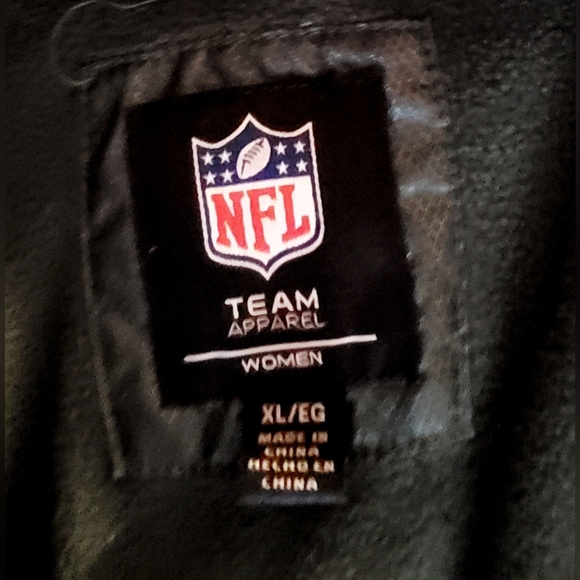 NFL
TEAM
APPAREL
WOMEN
XL/EG
MADE IN
CHINA
HECHO EN
CHINA